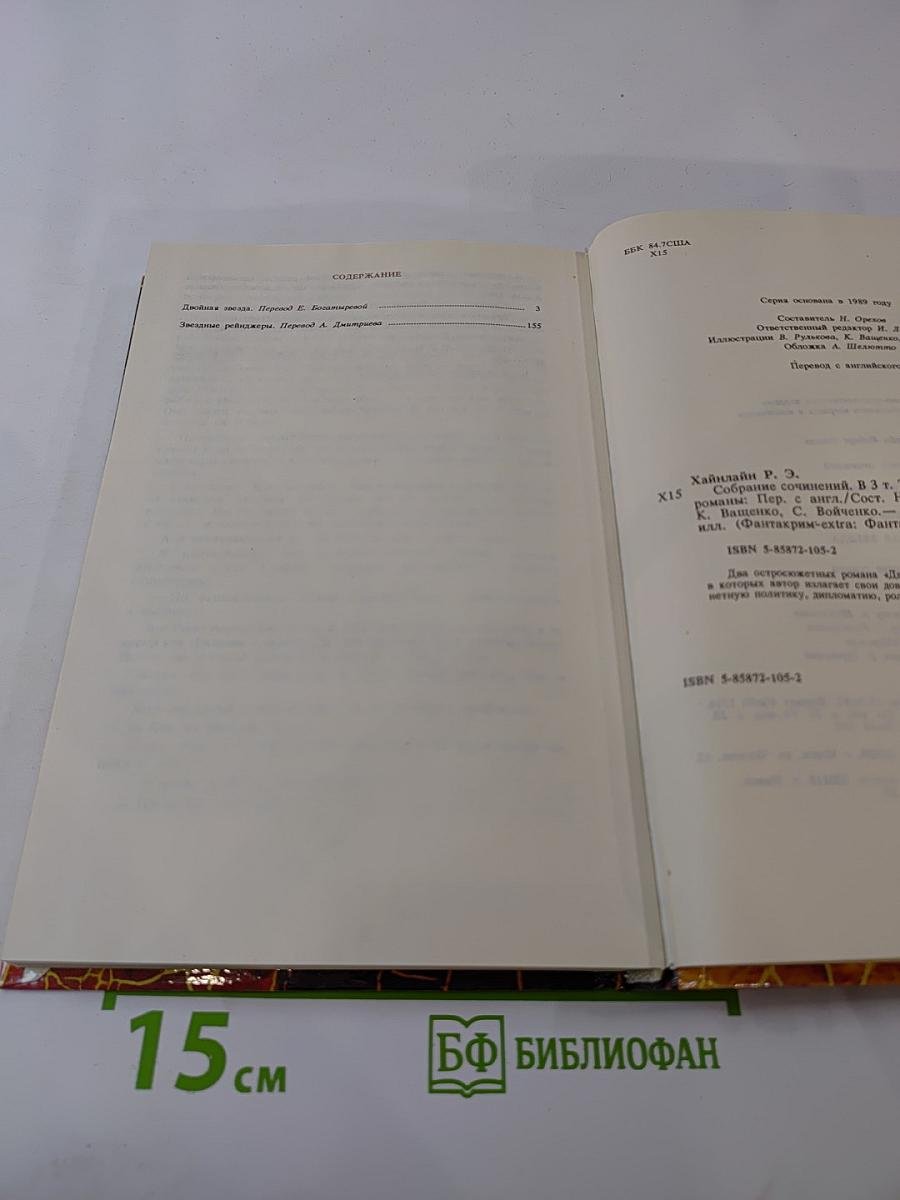 СОДЕРЖАНИЕ
Двойная звезда. Перевод Е. Богатыревой 3
Звездные рейнджеры. Перевод А. Дмитриева 155
ББК 84.7США
Х15
Серия основана в 1989 году
Составитель Н. Орехов
Ответственный редактор И. Л
Иллюстрации В. Рулькова, К. Ващенко,
Обложка А. Шелютто
Перевод с английского
Хайнлайн Р. Э.
Х15
Собрание сочинений. В 3 т.
романы: Пер. с англ./Сост. Н
К. Ващенко, С. Войченко.—
илл. (Фантакрим-extra: Фант
ISBN 5-85872-105-2
Два остросюжетных романа «Д
в которых автор излагает свои дов
нетную политику, дипломатию, рол
ISBN 5-85872-105-2
15 см
БФ БИБЛИОФАН